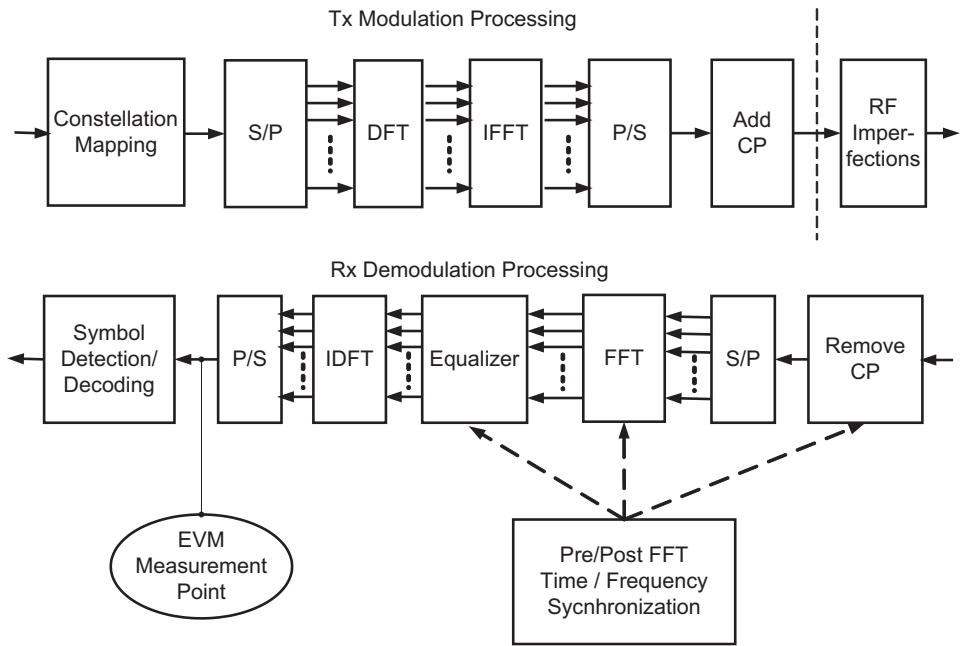 Tx Modulation Processing
Constellation
Mapping
S/P
DFT
IFFT
P/S
Add
CP
RF
Imper-
fections
Rx Demodulation Processing
Symbol
Detection/
Decoding
P/S
IDFT
Equalizer
FFT
S/P
Remove
CP
EVM
Measurement
Point
Pre/Post FFT
Time / Frequency
Sycnhronization